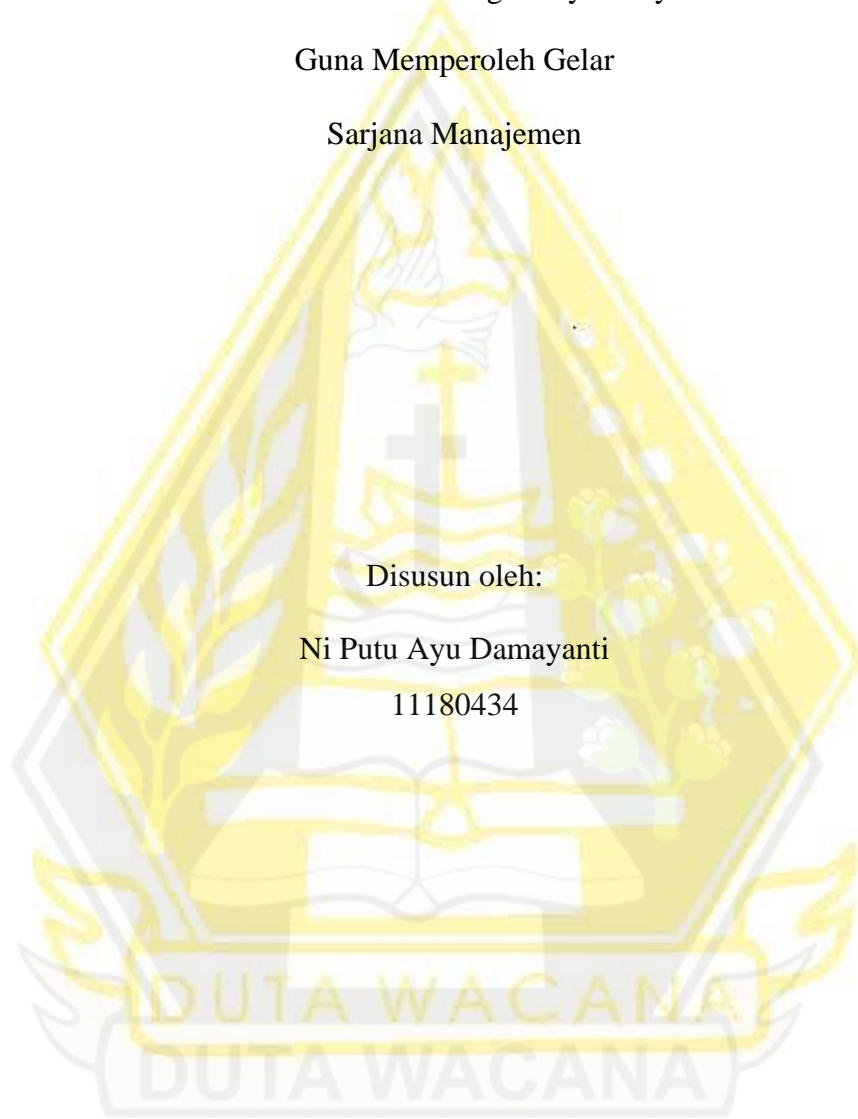 Guna Memperoleh Gelar
Sarjana Manajemen
Disusun oleh:
Ni Putu Ayu Damayanti
11180434
DUTA WACANA
DUTA WACANA